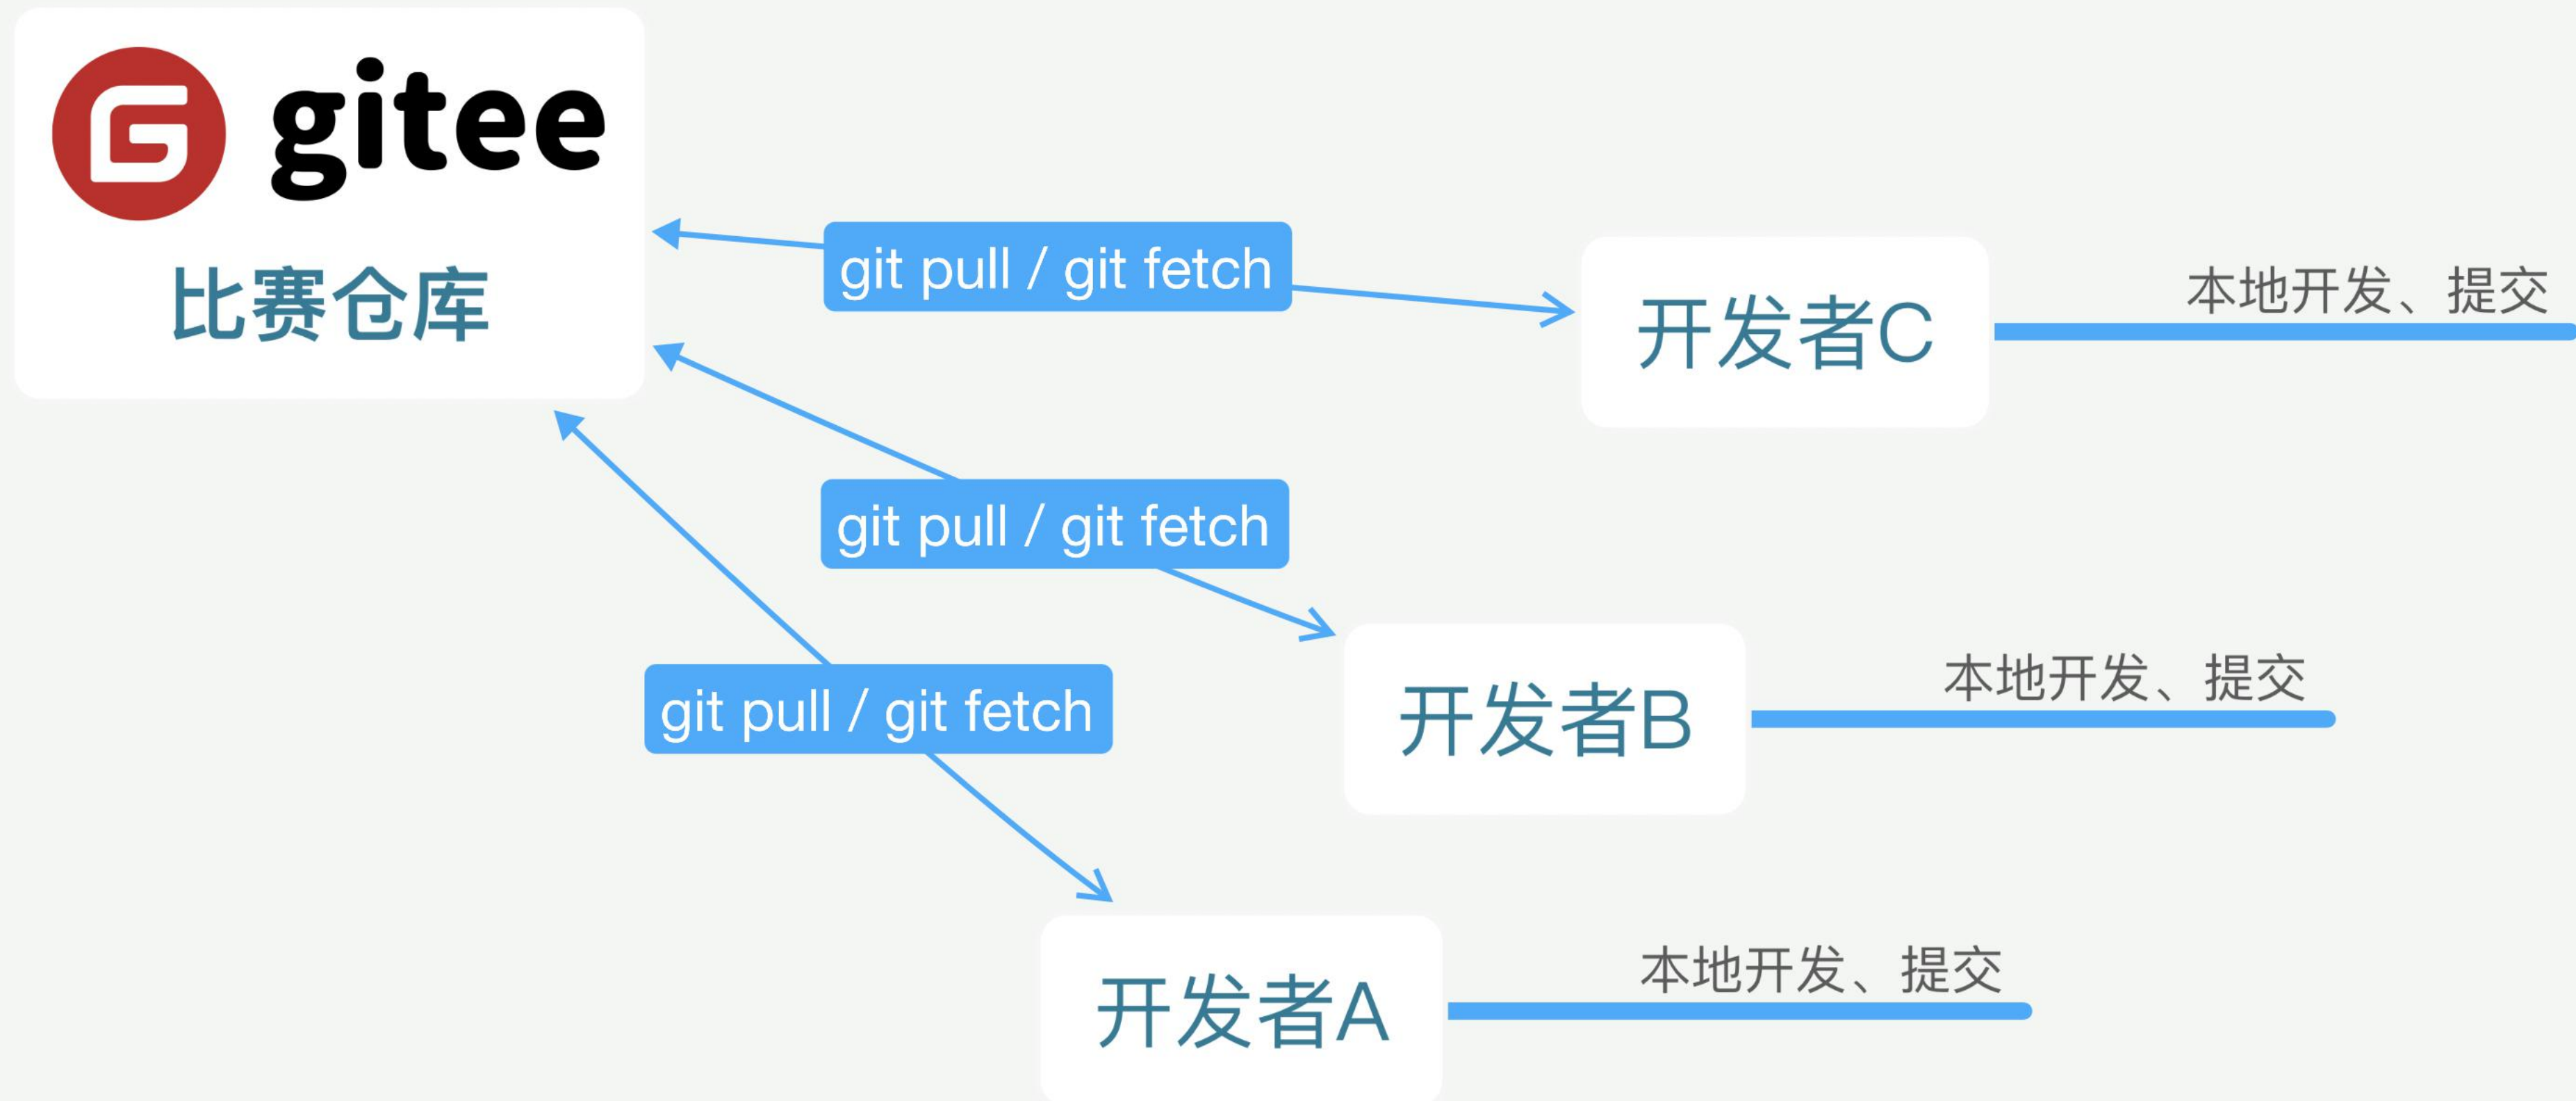 gitee
比赛仓库
git pull / git fetch
开发者C
本地开发、提交
git pull / git fetch
开发者B
本地开发、提交
git pull / git fetch
开发者A
本地开发、提交